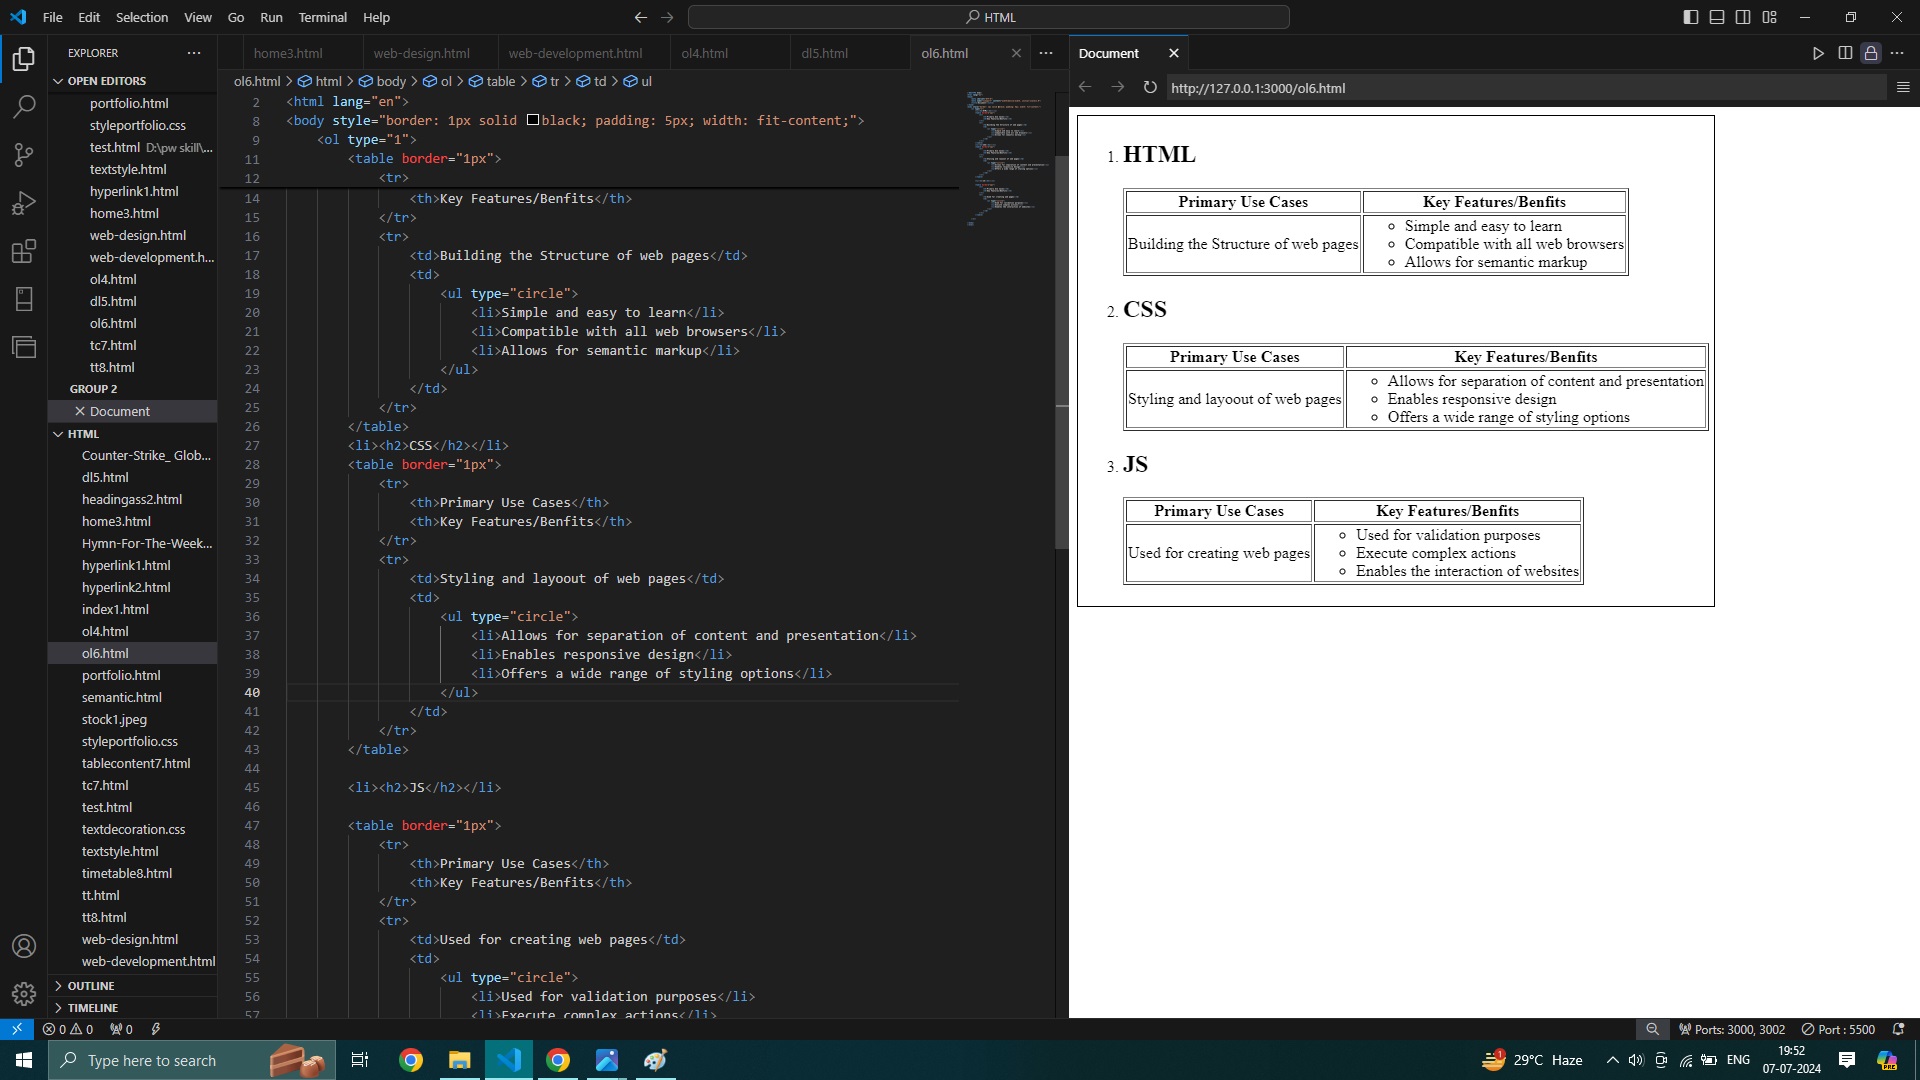 File Edit Selection View Go Run Terminal Help
HTML
EXPLORER
OPEN EDITORS
portfolio.html
styleportfolio.css
test.html D:\pw skill\...
textstyle.html
hyperlink1.html
home3.html
web-design.html
web-development.h...
ol4.html
dl5.html
ol6.html
tc7.html
tt8.html
GROUP 2
Document
HTML
Counter-Strike_ Glob...
dl5.html
headingass2.html
home3.html
Hymn-For-The-Week...
hyperlink1.html
hyperlink2.html
index1.html
ol4.html
ol6.html
portfolio.html
semantic.html
stock1.jpeg
styleportfolio.css
tablecontent7.html
tc7.html
test.html
textdecoration.css
textstyle.html
timetable8.html
tt.html
tt8.html
web-design.html
web-development.html
OUTLINE
TIMELINE
home3.html web-design.html web-development.html ol4.html dl5.html ol6.html
ol6.html > html > body > ol > table > tr > td > ul
2 <html lang="en">
8 <body style="border: 1px solid black; padding: 5px; width: fit-content;">
9 <ol type="1">
11 <table border="1px">
12 <tr>
14 <th>Key Features/Benfits</th>
15 </tr>
16 <tr>
17 <td>Building the Structure of web pages</td>
18 <td>
19 <ul type="circle">
20 <li>Simple and easy to learn</li>
21 <li>Compatible with all web browsers</li>
22 <li>Allows for semantic markup</li>
23 </ul>
24 </td>
25 </tr>
26 </table>
27 <li><h2>CSS</h2></li>
28 <table border="1px">
29 <tr>
30 <th>Primary Use Cases</th>
31 <th>Key Features/Benfits</th>
32 </tr>
33 <tr>
34 <td>Styling and layoout of web pages</td>
35 <td>
36 <ul type="circle">
37 <li>Allows for separation of content and presentation</li>
38 <li>Enables responsive design</li>
39 <li>Offers a wide range of styling options</li>
40 </ul>
41 </td>
42 </tr>
43 </table>
44
45 <li><h2>JS</h2></li>
46
47 <table border="1px">
48 <tr>
49 <th>Primary Use Cases</th>
50 <th>Key Features/Benfits</th>
51 </tr>
52 <tr>
53 <td>Used for creating web pages</td>
54 <td>
55 <ul type="circle">
56 <li>Used for validation purposes</li>
57 <li>Execute complex actions</li>
Document
http://127.0.0.1:3000/ol6.html
1. HTML
Primary Use Cases Key Features/Benfits
Building the Structure of web pages
Simple and easy to learn
Compatible with all web browsers
Allows for semantic markup
2. CSS
Primary Use Cases Key Features/Benfits
Styling and layoout of web pages
Allows for separation of content and presentation
Enables responsive design
Offers a wide range of styling options
3. JS
Primary Use Cases Key Features/Benfits
Used for creating web pages
Used for validation purposes
Execute complex actions
Enables the interaction of websites
0 0 0 Ports: 3000, 3002 Port : 5500
Type here to search
1 29°C Haze ENG
19:52
07-07-2024
PRE